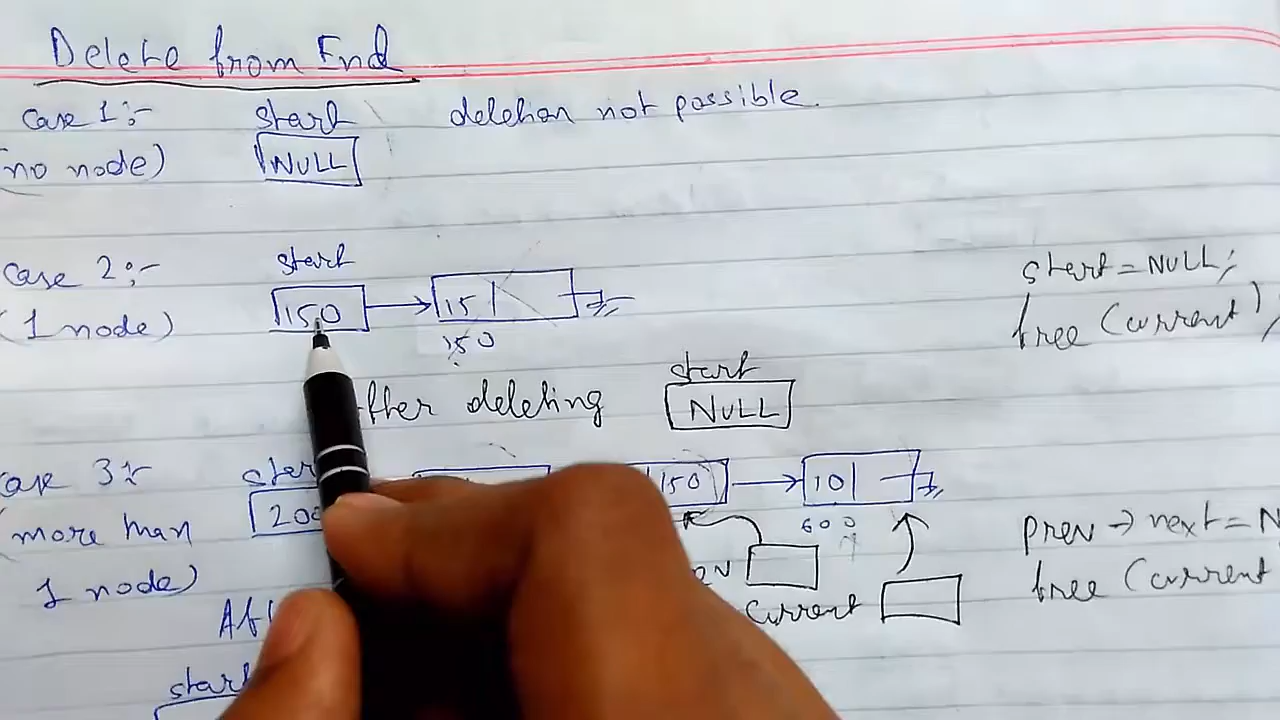 Delete from End
Case 1:- start deletion not possible.
(no node) NULL
Case 2:- start
(1 node) 150 15
150
start = NULL;
free (current);
After deleting start
NULL
Case 3:- 
(more than 1 node) 200 150 10
600
current
prev → next = N
free (current
start